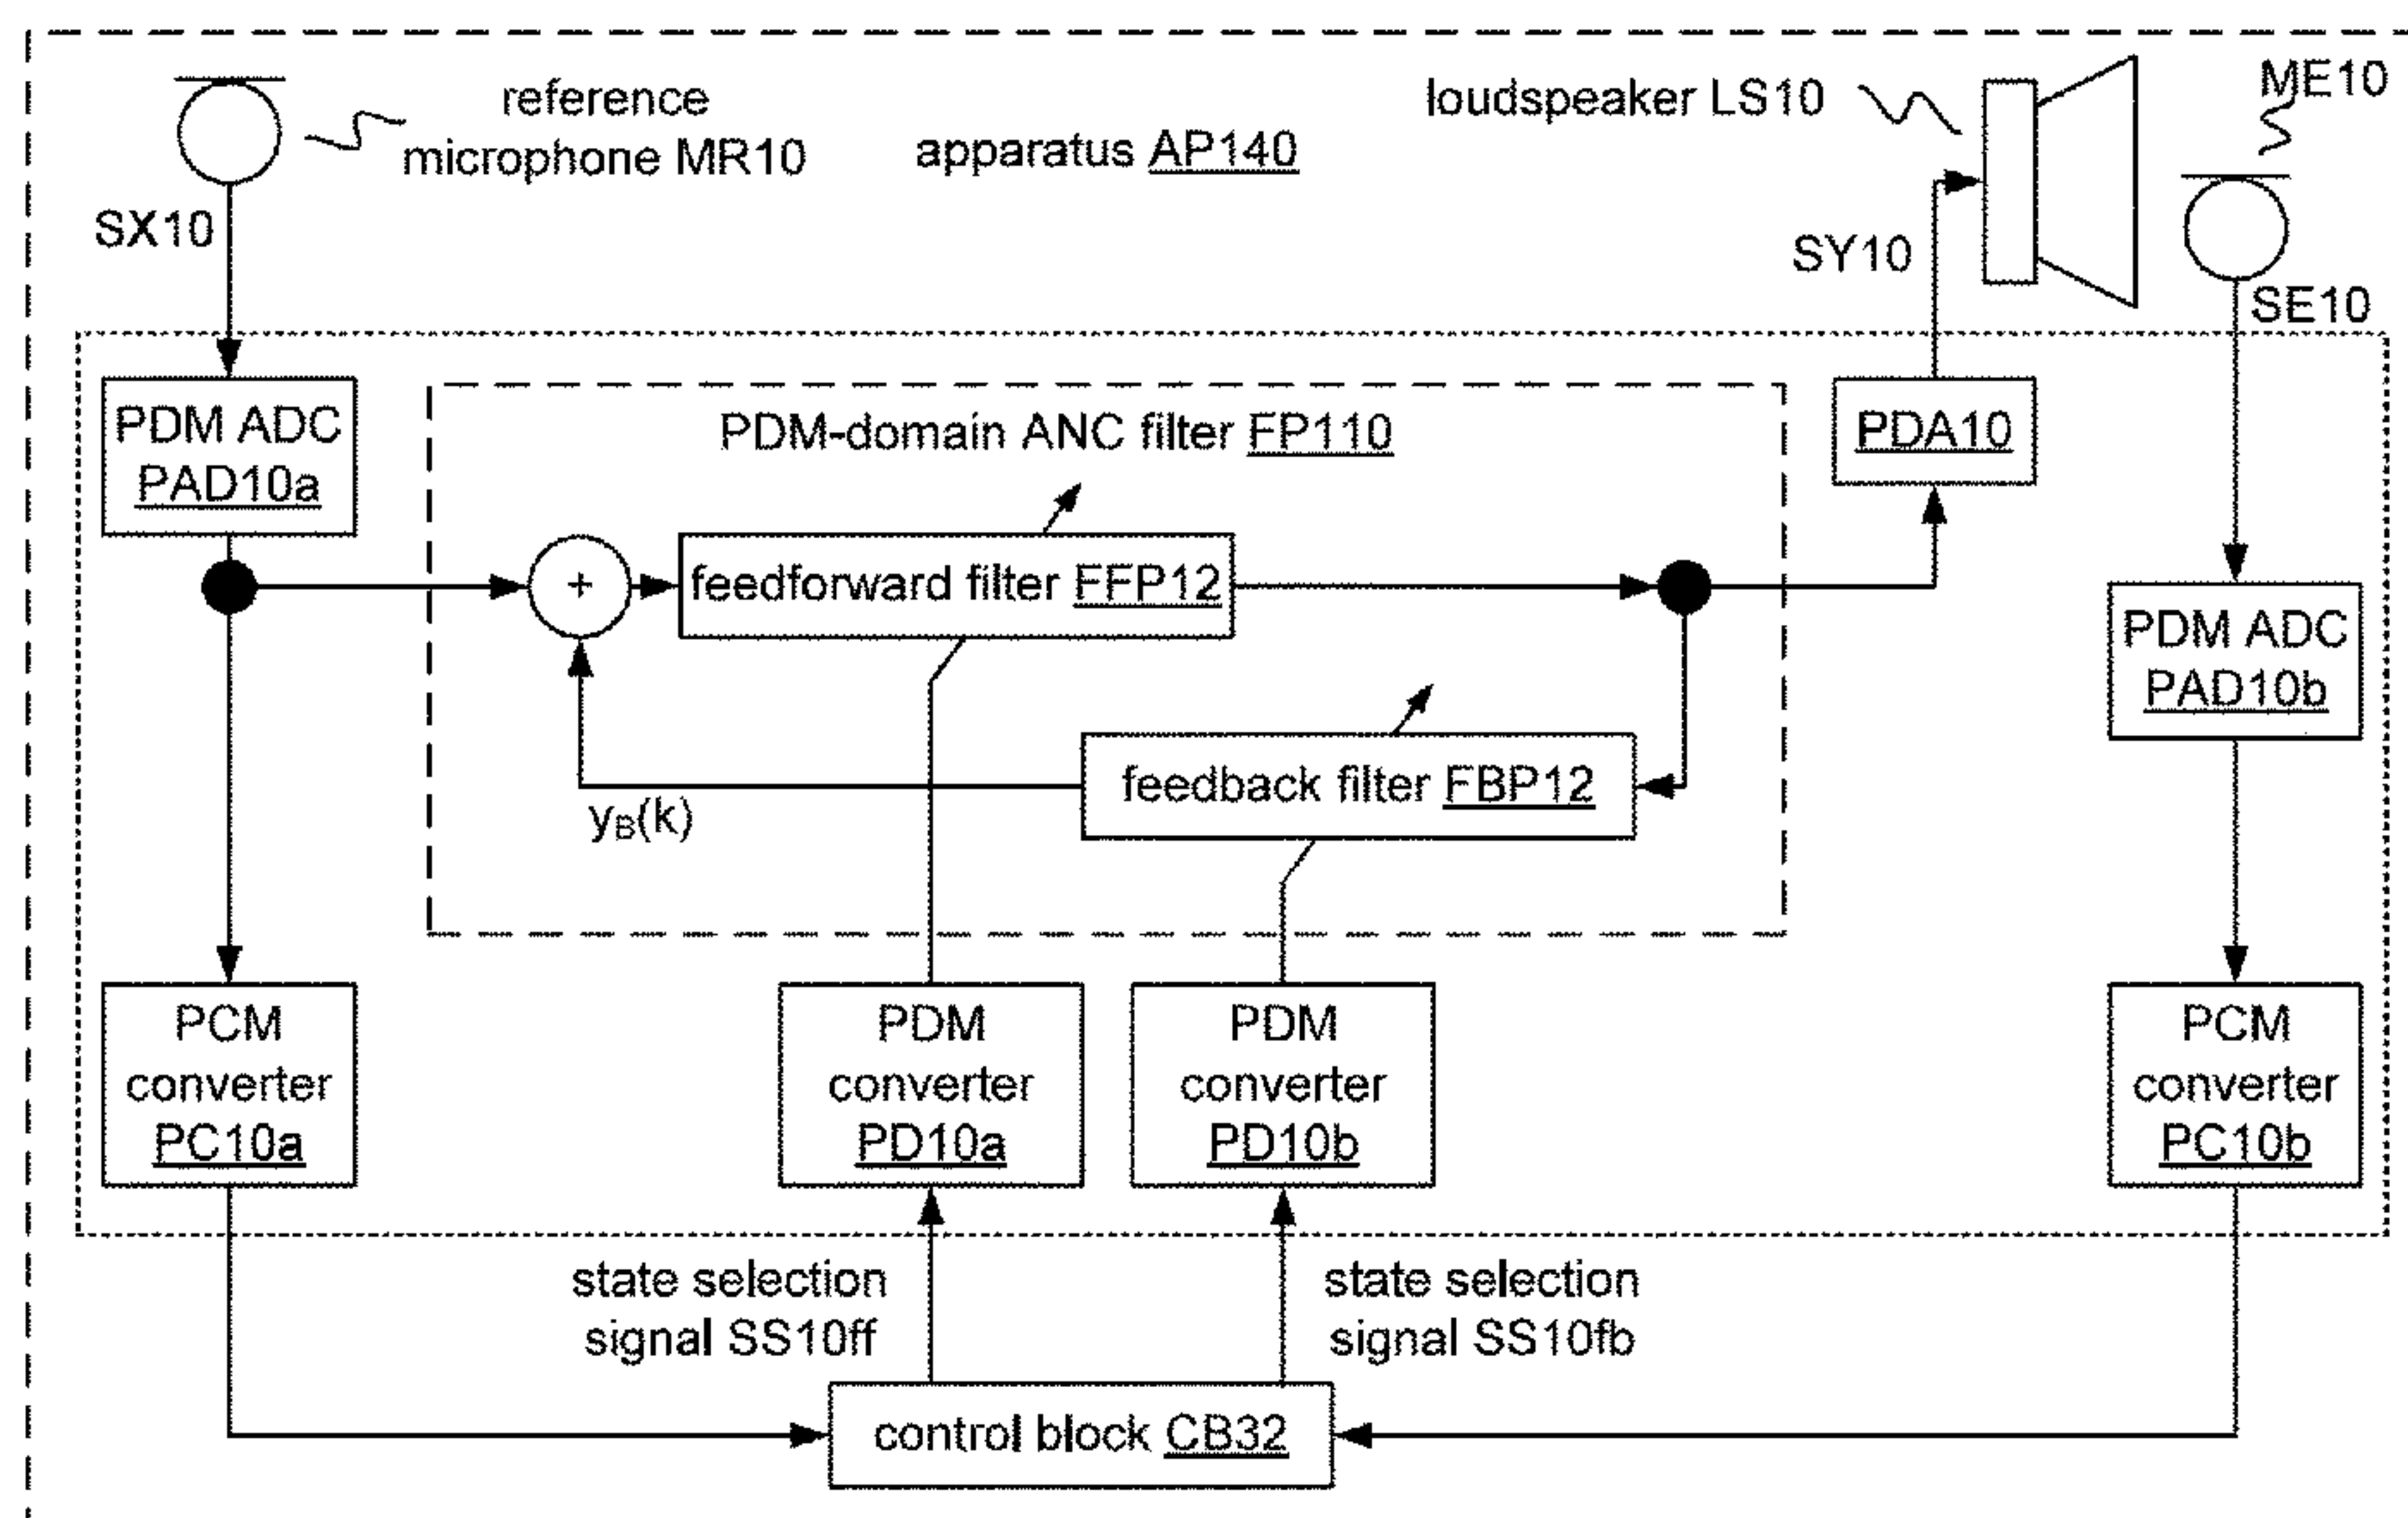 reference
microphone MR10
apparatus AP140
loudspeaker LS10
ME10
SX10
SY10
SE10
PDM ADC
PAD10a
PDM-domain ANC filter FP110
PDA10
+
feedforward filter FFP12
PDM ADC
PAD10b
feedback filter FBP12
yB(k)
PCM
converter
PC10a
PDM
converter
PD10a
PDM
converter
PD10b
PCM
converter
PC10b
state selection
signal SS10ff
state selection
signal SS10fb
control block CB32